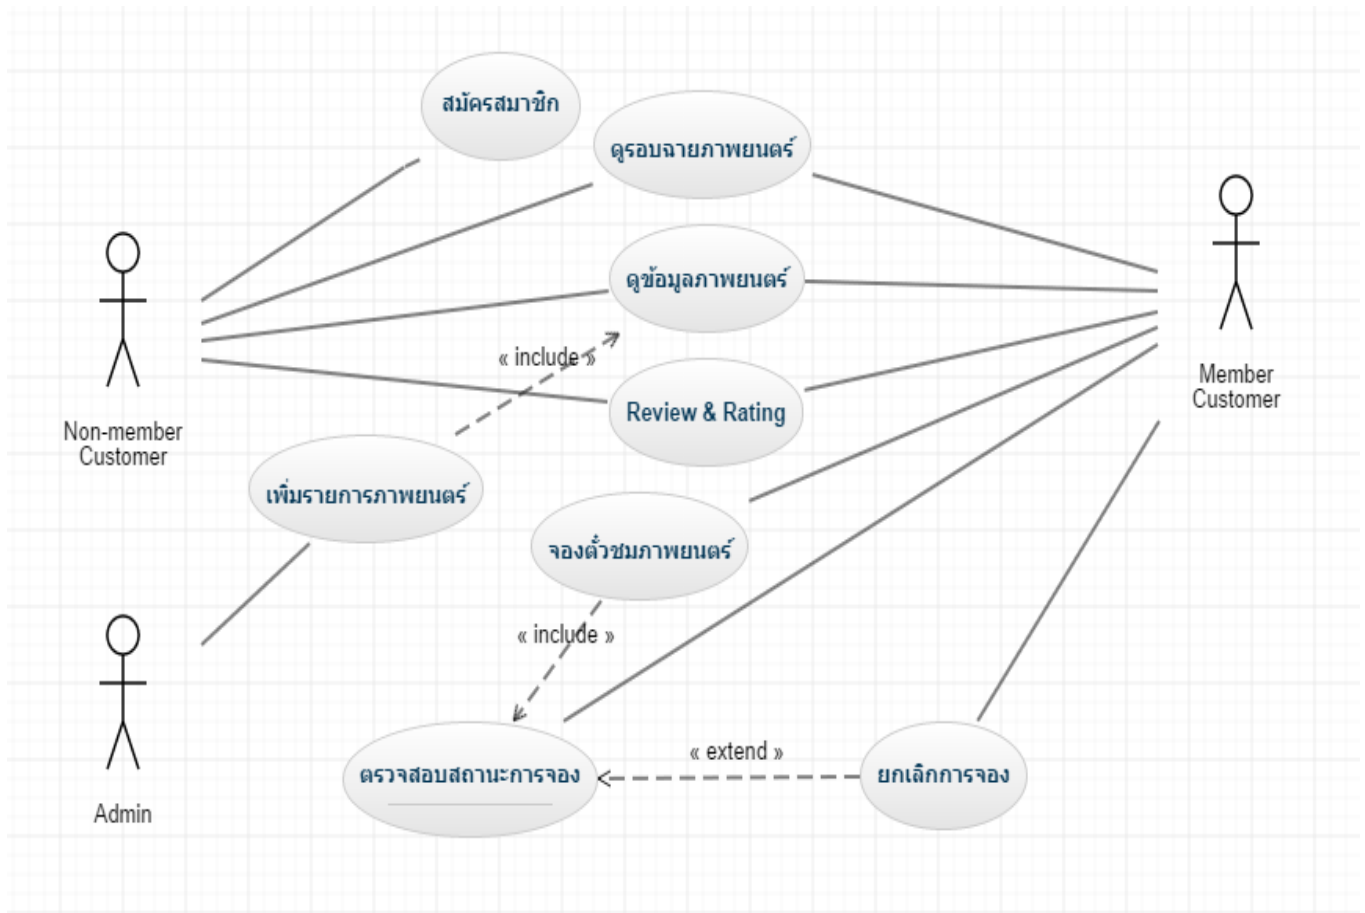 สมัครสมาชิก
ดูรอบฉายภาพยนตร์
ดูข้อมูลภาพยนตร์
« include »
Review & Rating
Member
Customer
Non-member
Customer
เพิ่มรายการภาพยนตร์
จองตั๋วชมภาพยนตร์
« include »
« extend »
ตรวจสอบสถานะการจอง
ยกเลิกการจอง
Admin